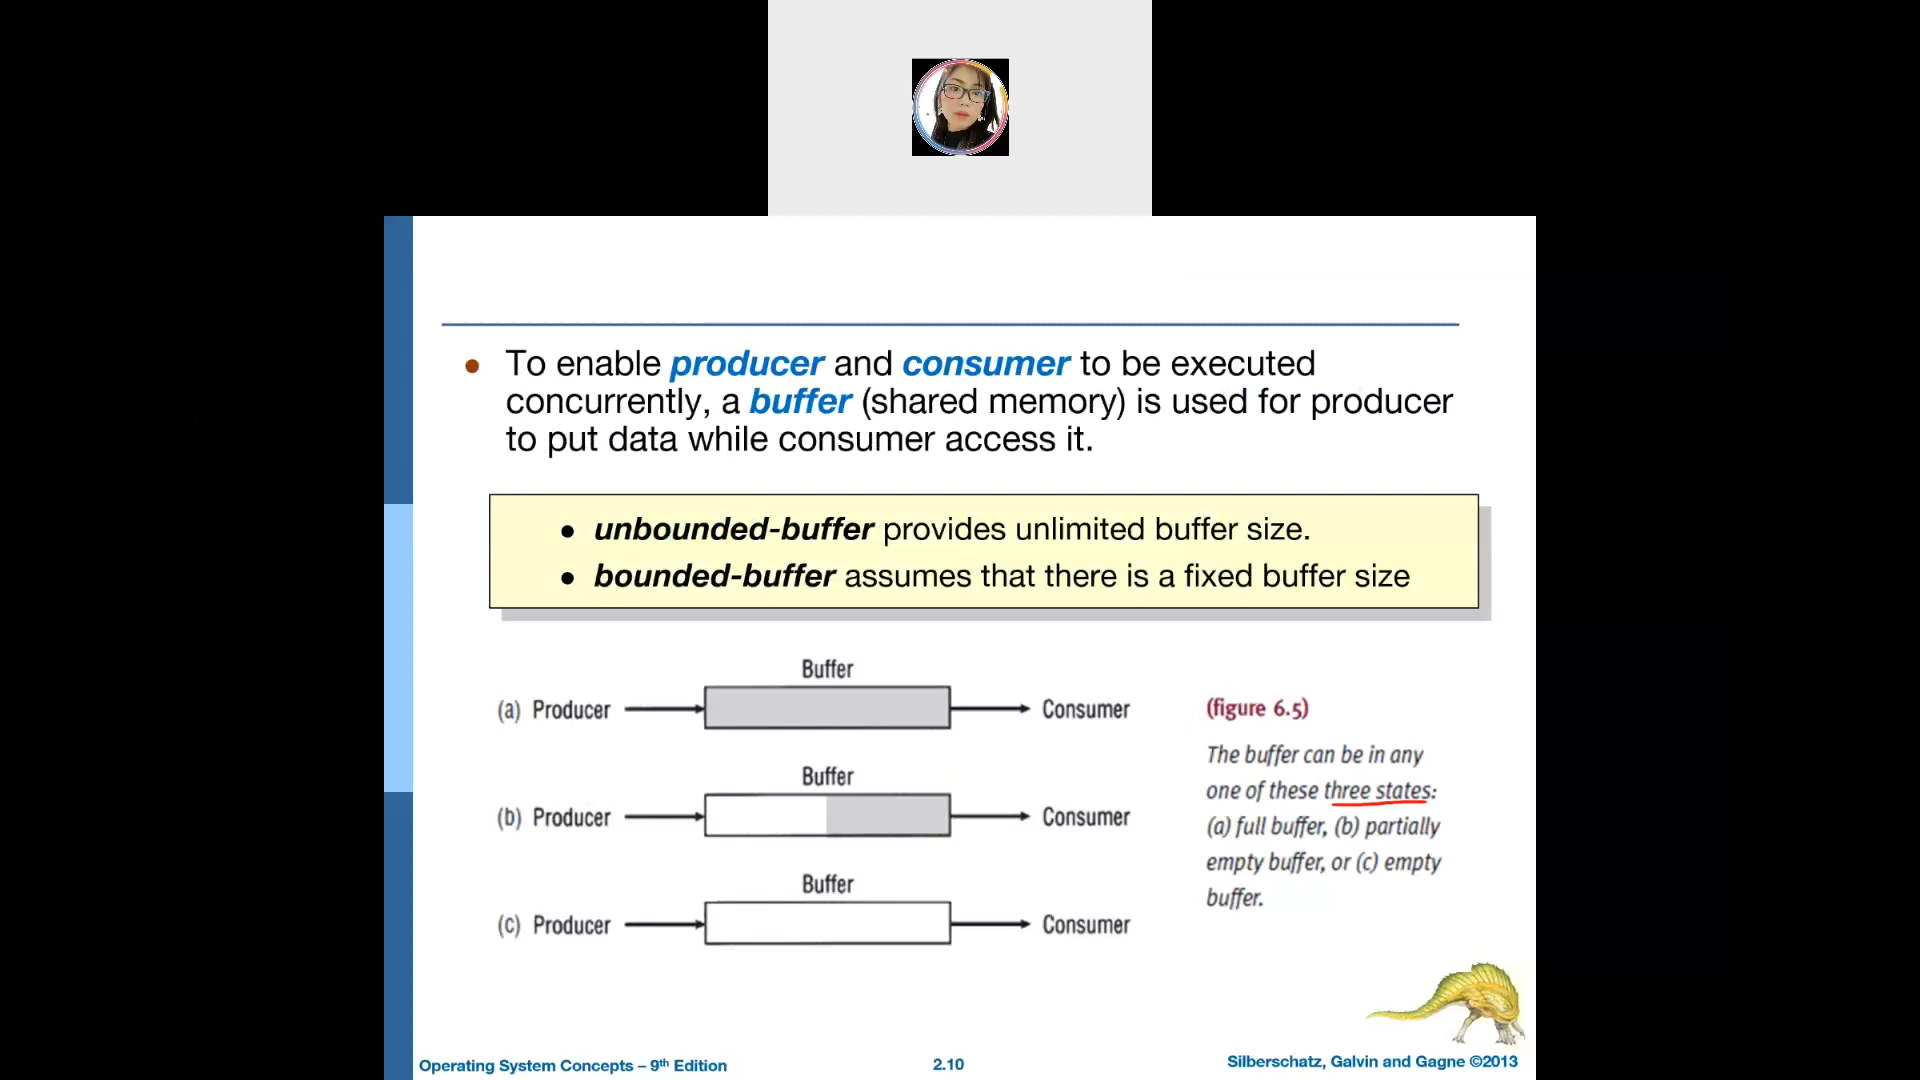 ● To enable producer and consumer to be executed
concurrently, a buffer (shared memory) is used for producer
to put data while consumer access it.
● unbounded-buffer provides unlimited buffer size.
● bounded-buffer assumes that there is a fixed buffer size
Buffer
(a) Producer Consumer
Buffer
(b) Producer Consumer
Buffer
(c) Producer Consumer
(figure 6.5)
The buffer can be in any
one of these three states:
(a) full buffer, (b) partially
empty buffer, or (c) empty
buffer.
Operating System Concepts – 9th Edition
2.10
Silberschatz, Galvin and Gagne ©2013